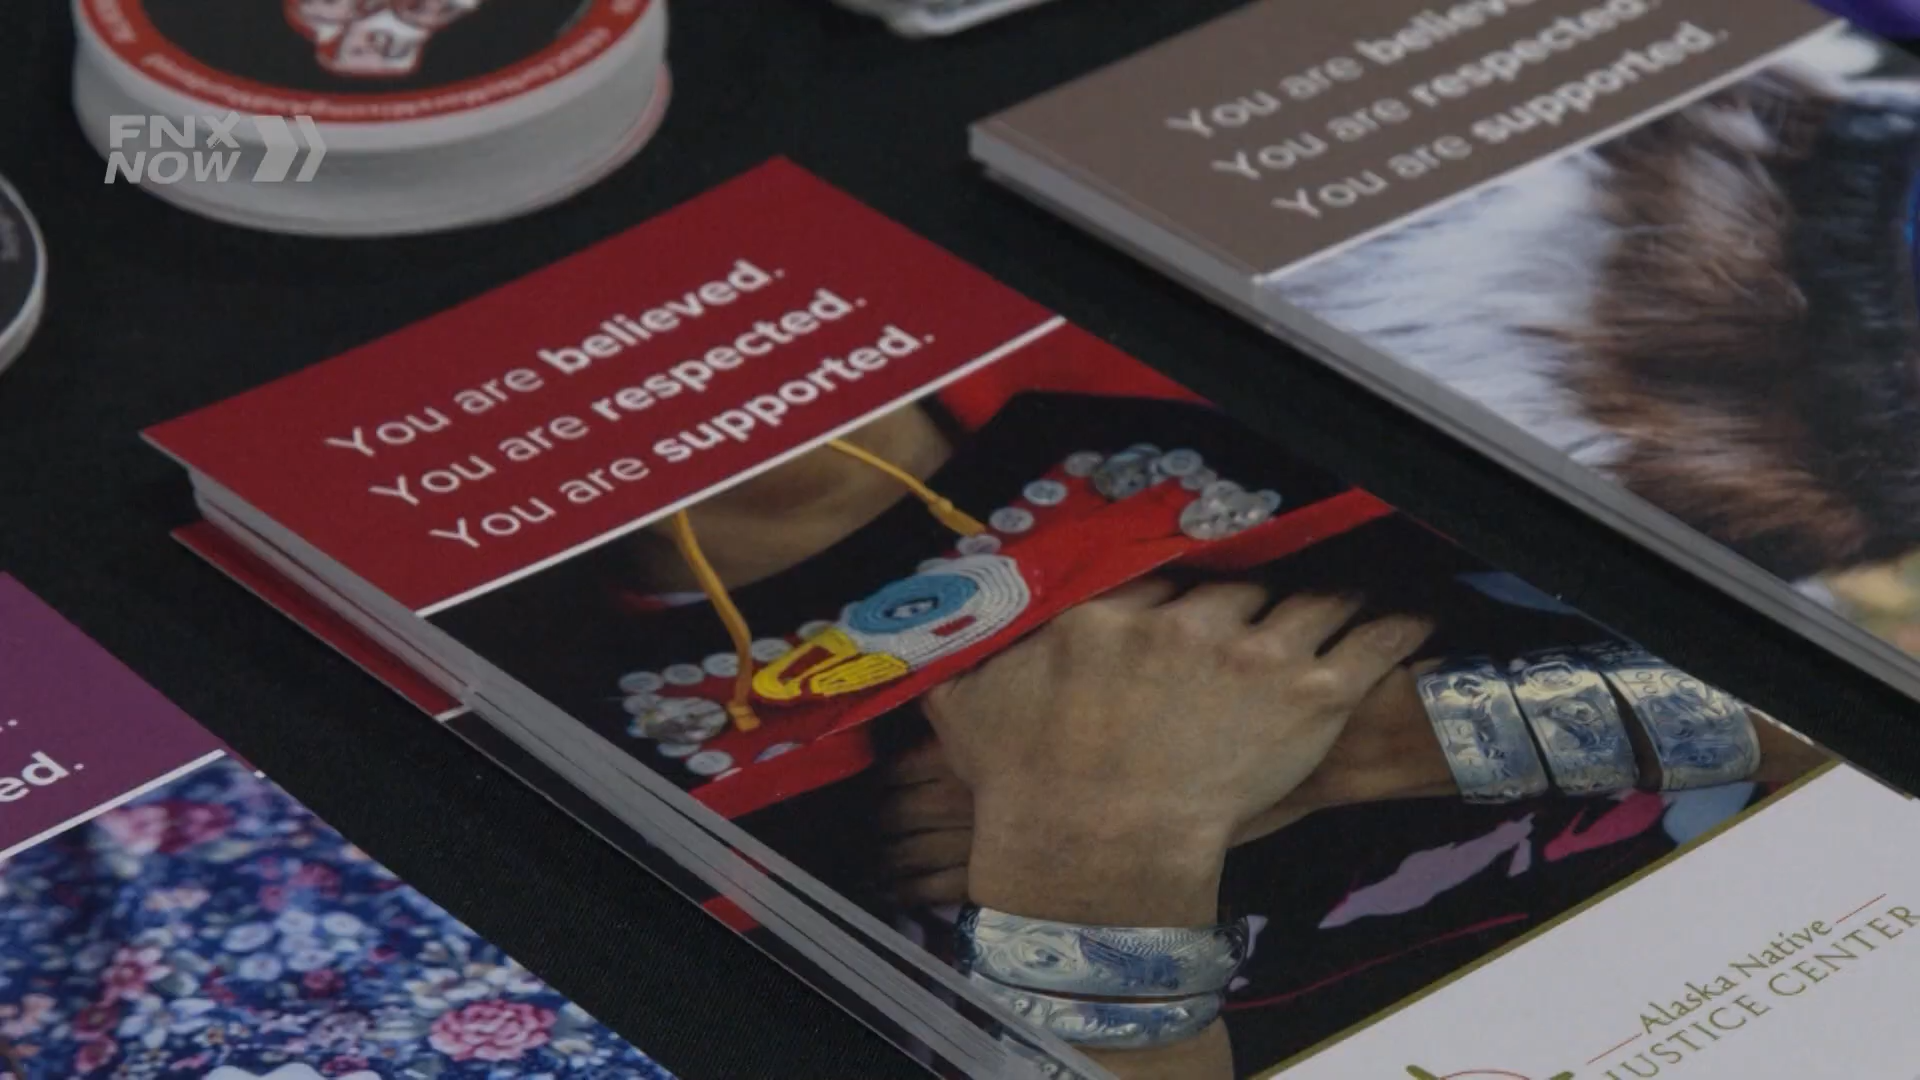 FNX
NOW
You are believed.
You are respected.
You are supported.
You are believe
You are respected.
You are supported.
ed.
Alaska Native
JUSTICE CENTER